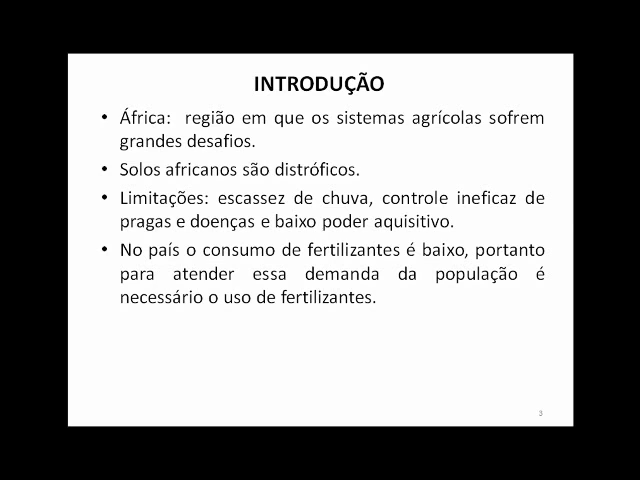 INTRODUÇÃO
• África: região em que os sistemas agrícolas sofrem
grandes desafios.
• Solos africanos são distróficos.
• Limitações: escassez de chuva, controle ineficaz de
pragas e doenças e baixo poder aquisitivo.
• No país o consumo de fertilizantes é baixo, portanto
para atender essa demanda da população é
necessário o uso de fertilizantes.
3